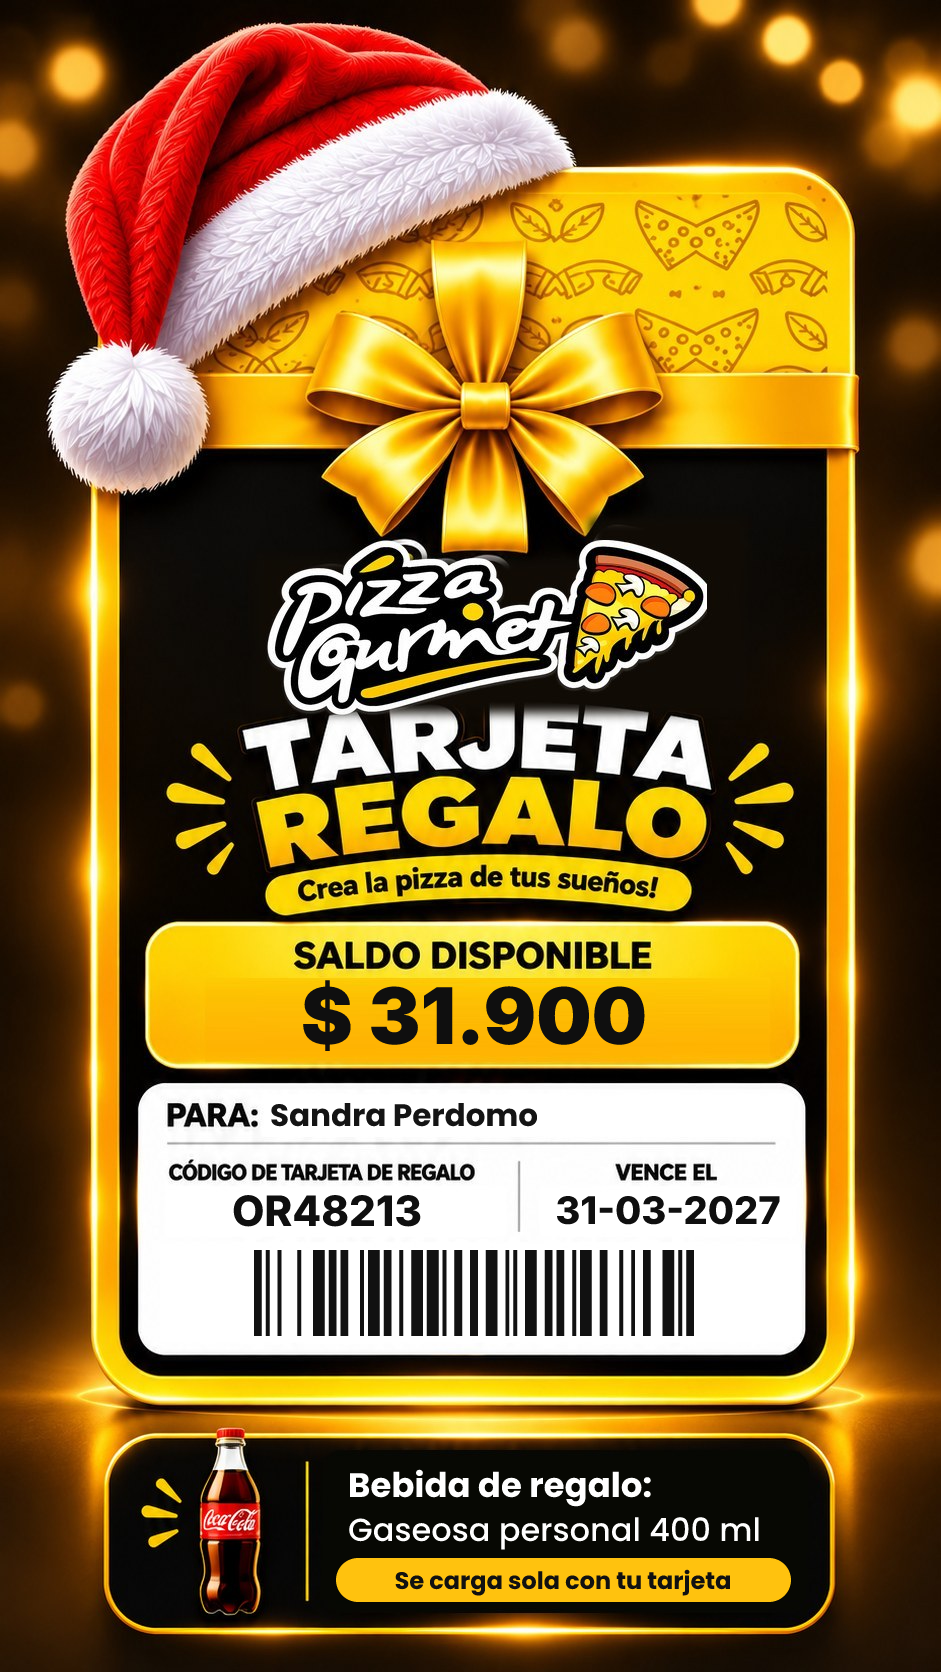 Pizza
Gurmet
TARJETA
REGALO
Crea la pizza de tus sueños!
SALDO DISPONIBLE
$ 31.900
PARA: Sandra Perdomo
CÓDIGO DE TARJETA DE REGALO
OR48213
VENCE EL
31-03-2027
Bebida de regalo:
Coca-Cola
Gaseosa personal 400 ml
Se carga sola con tu tarjeta